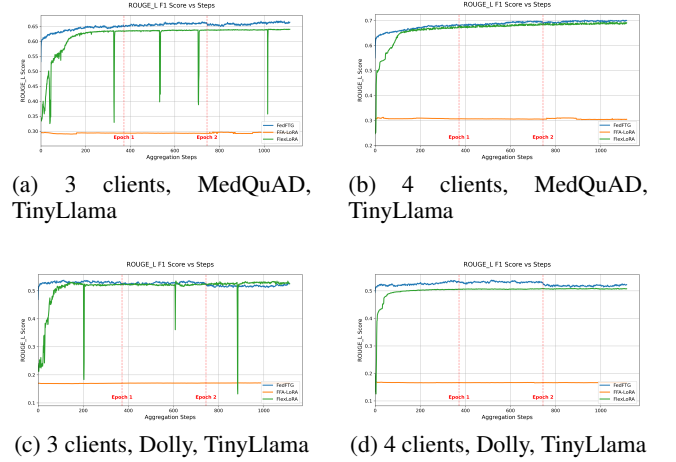 ROUGE_L F1 Score vs Steps
ROUGE_L Score
0.65
0.60
0.55
0.50
0.45
0.40
0.35
0.30
Epoch 1
Epoch 2
FedFTG
FFA-LoRA
FlexLoRA
0 200 400 600 800 1000
Aggregation Steps
(a) 3 clients, MedQuAD,
TinyLlama
ROUGE_L F1 Score vs Steps
ROUGE_L Score
0.7
0.6
0.5
0.4
0.3
0.2
Epoch 1
Epoch 2
FedFTG
FFA-LoRA
FlexLoRA
0 200 400 600 800 1000
Aggregation Steps
(b) 4 clients, MedQuAD,
TinyLlama
ROUGE_L F1 Score vs Steps
ROUGE_L Score
0.5
0.4
0.3
0.2
0.1
Epoch 1
Epoch 2
FedFTG
FFA-LoRA
FlexLoRA
0 200 400 600 800 1000
Aggregation Steps
(c) 3 clients, Dolly, TinyLlama
ROUGE_L F1 Score vs Steps
ROUGE_L Score
0.5
0.4
0.3
0.2
0.1
Epoch 1
Epoch 2
FedFTG
FFA-LoRA
FlexLoRA
0 200 400 600 800 1000
Aggregation Steps
(d) 4 clients, Dolly, TinyLlama